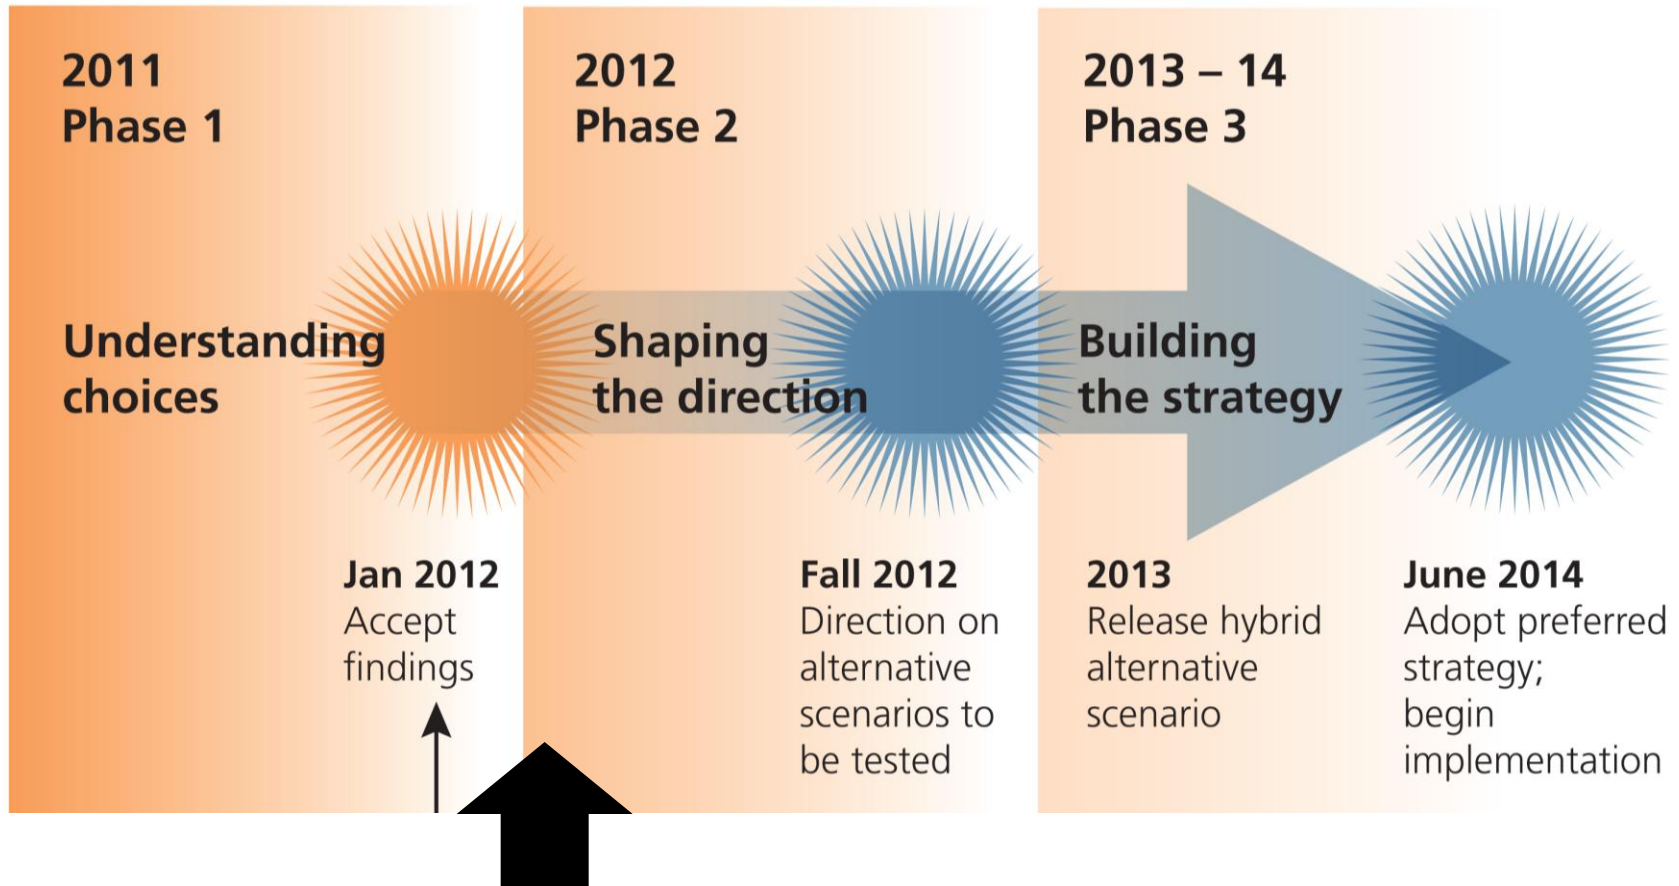 2011
Phase 1
Understanding
choices
Jan 2012
Accept
findings
2012
Phase 2
Shaping
the direction
Fall 2012
Direction on
alternative
scenarios to
be tested
2013 – 14
Phase 3
Building
the strategy
2013
Release hybrid
alternative
scenario
June 2014
Adopt preferred
strategy;
begin
implementation